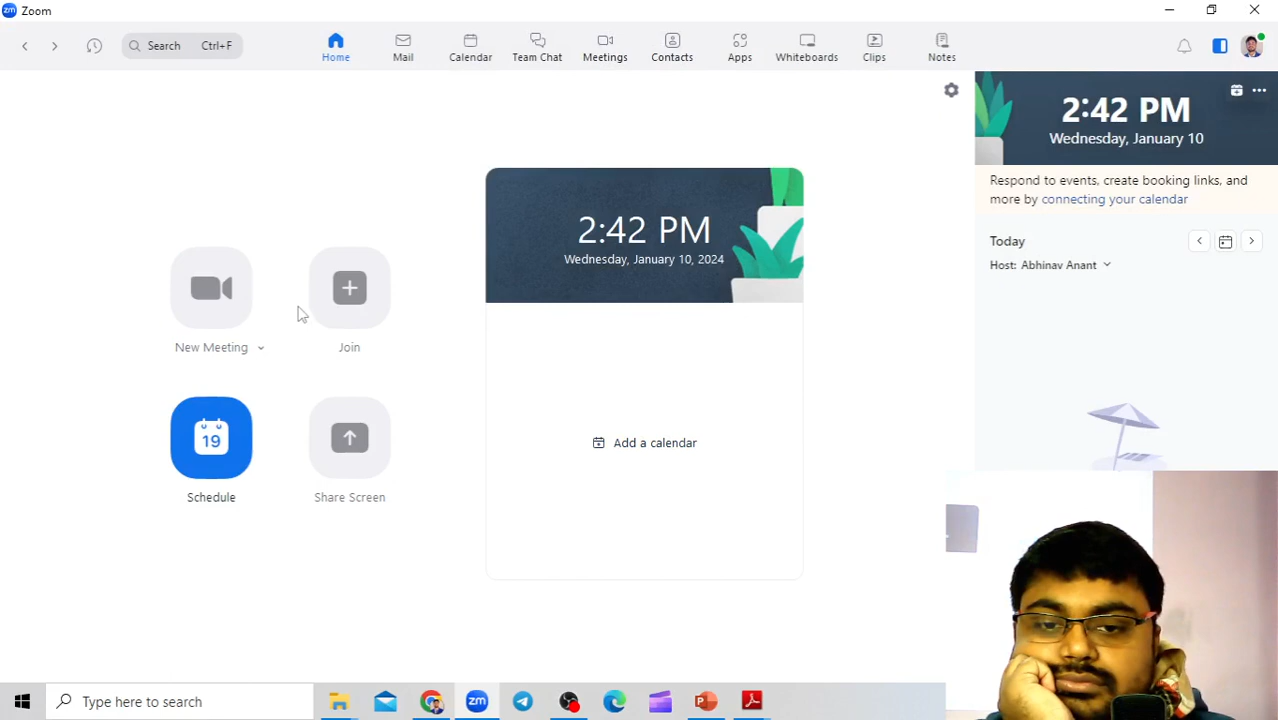 zm Zoom
Search Ctrl+F
Home
Mail
Calendar
Team Chat
Meetings
Contacts
Apps
Whiteboards
Clips
Notes
2:42 PM
Wednesday, January 10
Respond to events, create booking links, and
more by connecting your calendar
Today
Host: Abhinav Anant
2:42 PM
Wednesday, January 10, 2024
Add a calendar
New Meeting
Join
19
Schedule
Share Screen
Type here to search
zm